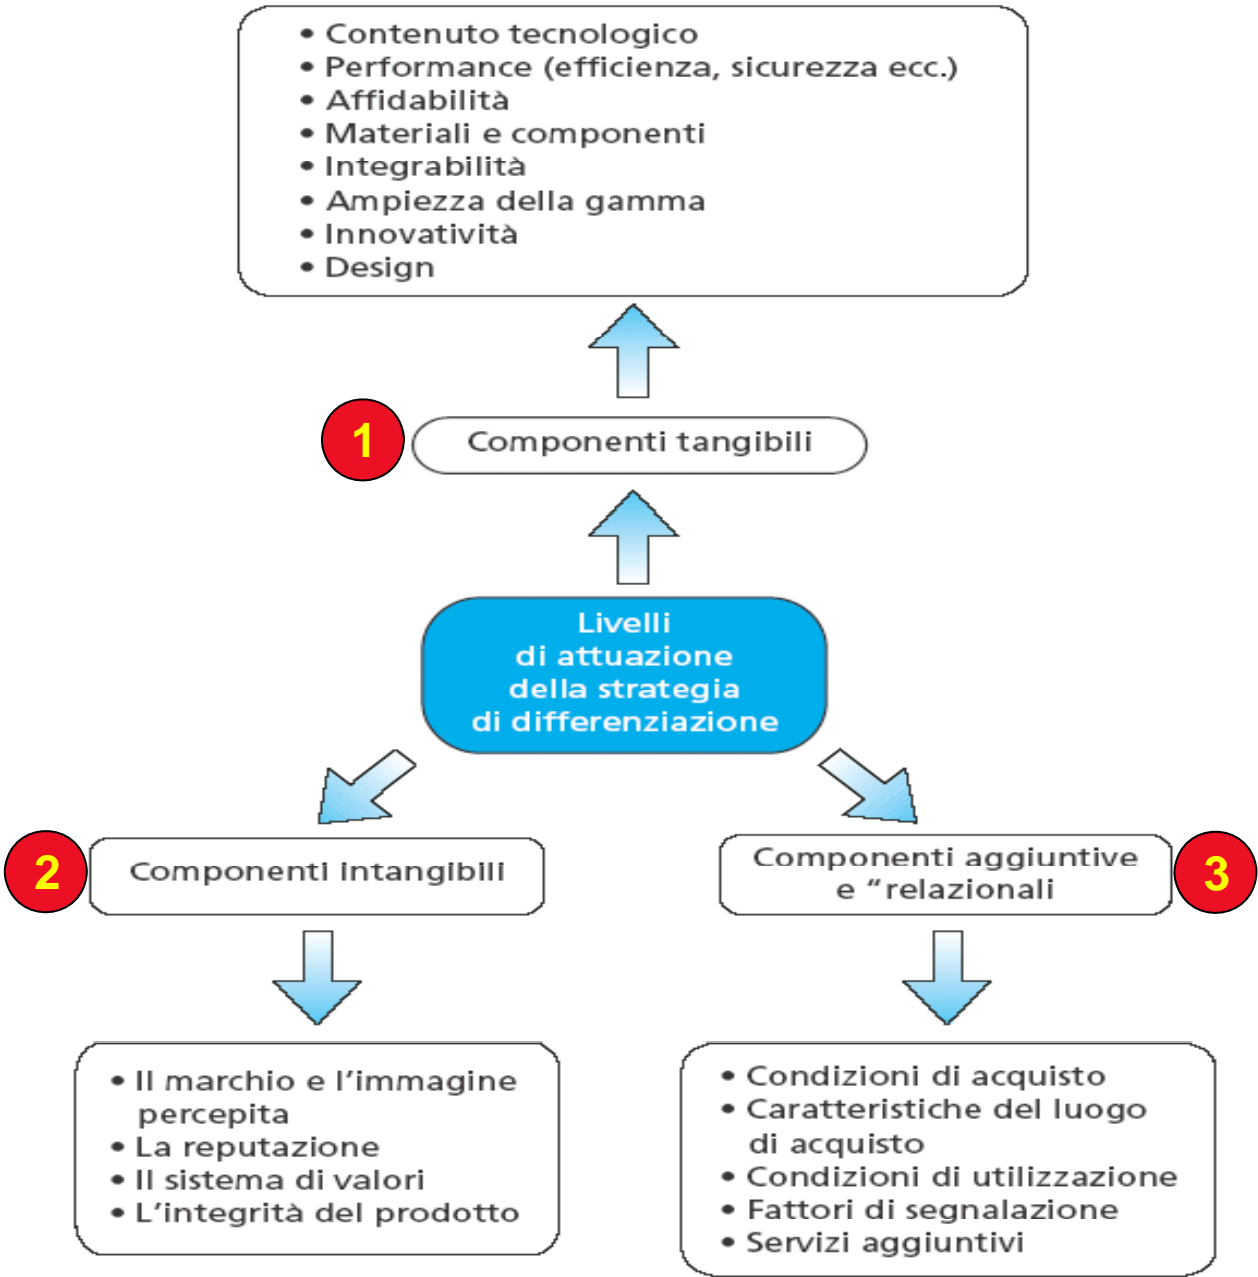 • Contenuto tecnologico
• Performance (efficienza, sicurezza ecc.)
• Affidabilità
• Materiali e componenti
• Integrabilità
• Ampiezza della gamma
• Innovatività
• Design
1
Componenti tangibili
Livelli
di attuazione
della strategia
di differenziazione
2
Componenti intangibili
• Il marchio e l'immagine
percepita
• La reputazione
• Il sistema di valori
• L'integrità del prodotto
Componenti aggiuntive
e “relazionali
3
• Condizioni di acquisto
• Caratteristiche del luogo
di acquisto
• Condizioni di utilizzazione
• Fattori di segnalazione
• Servizi aggiuntivi